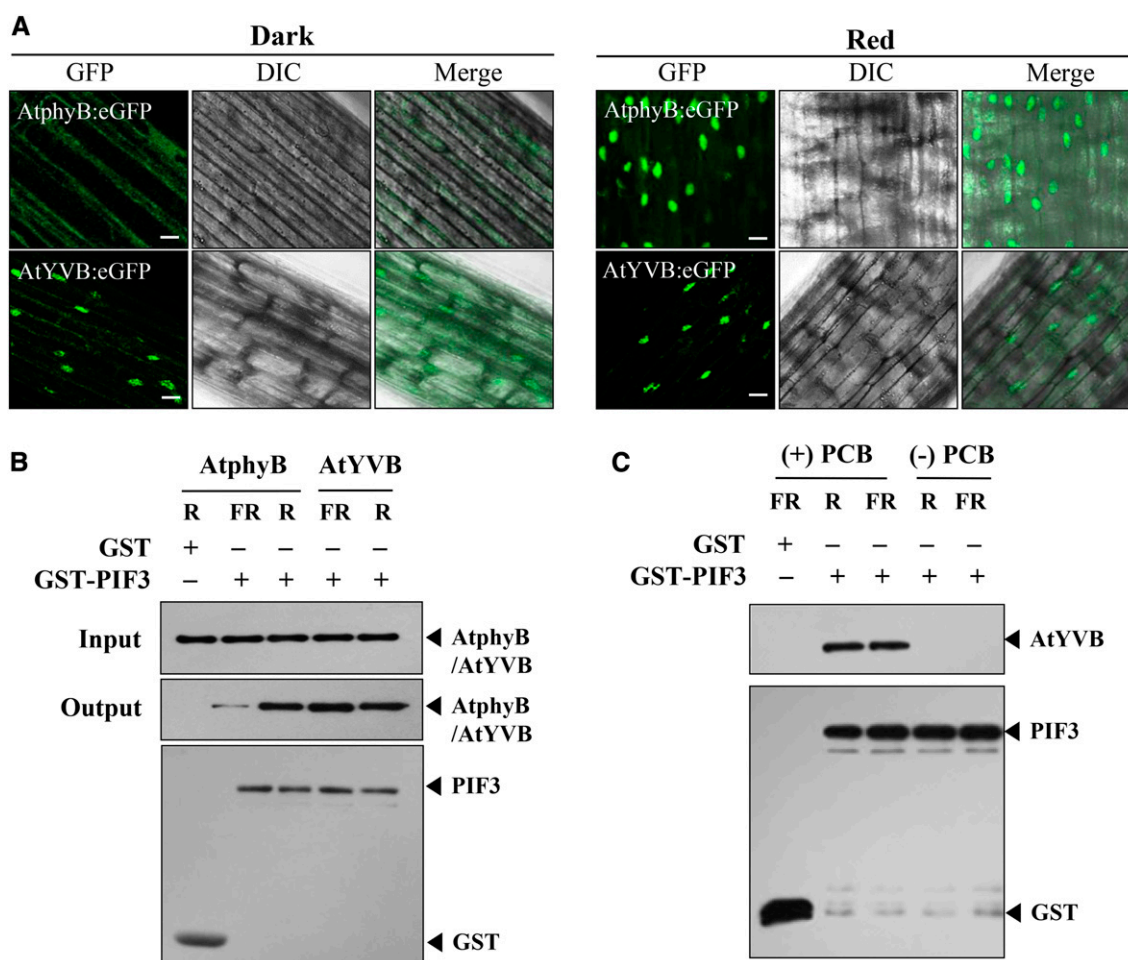 A
Dark
GFP DIC Merge
AtphyB:eGFP
AtYVB:eGFP
Red
GFP DIC Merge
AtphyB:eGFP
AtYVB:eGFP
B
AtphyB AtYVB
R FR R FR R
GST + – – – –
GST-PIF3 – + + + +
Input AtphyB
/AtYVB
Output AtphyB
/AtYVB
PIF3
GST
C
(+) PCB (-) PCB
FR R FR R FR
GST + – – – –
GST-PIF3 – + + + +
AtYVB
PIF3
GST